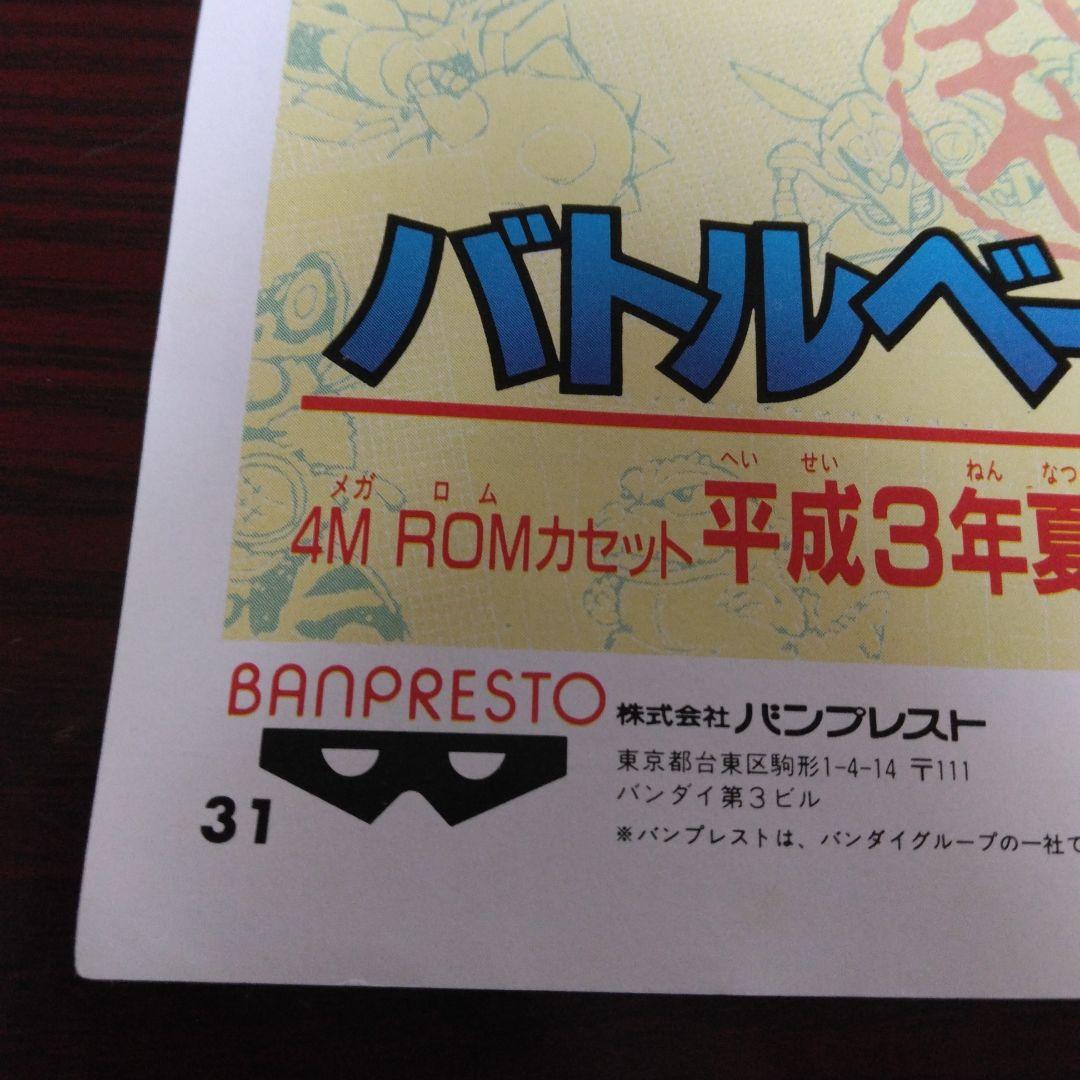 バトルベー
へい せい ねん なつ
メガ ロム
4M ROMカセット平成3年夏
BANPRESTO
株式会社 バンプレスト
東京都台東区駒形1-4-14 〒111
バンダイ第3ビル
※バンプレストは、バンダイグループの一社で
31